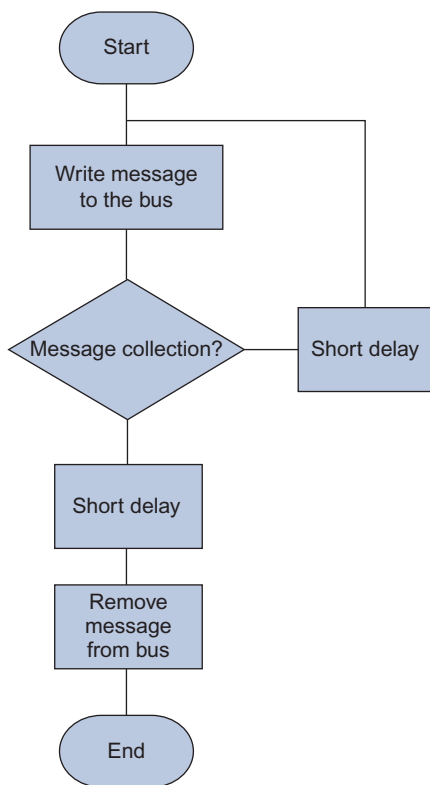 Start
Write message
to the bus
Message collection?
Short delay
Short delay
Remove
message
from bus
End